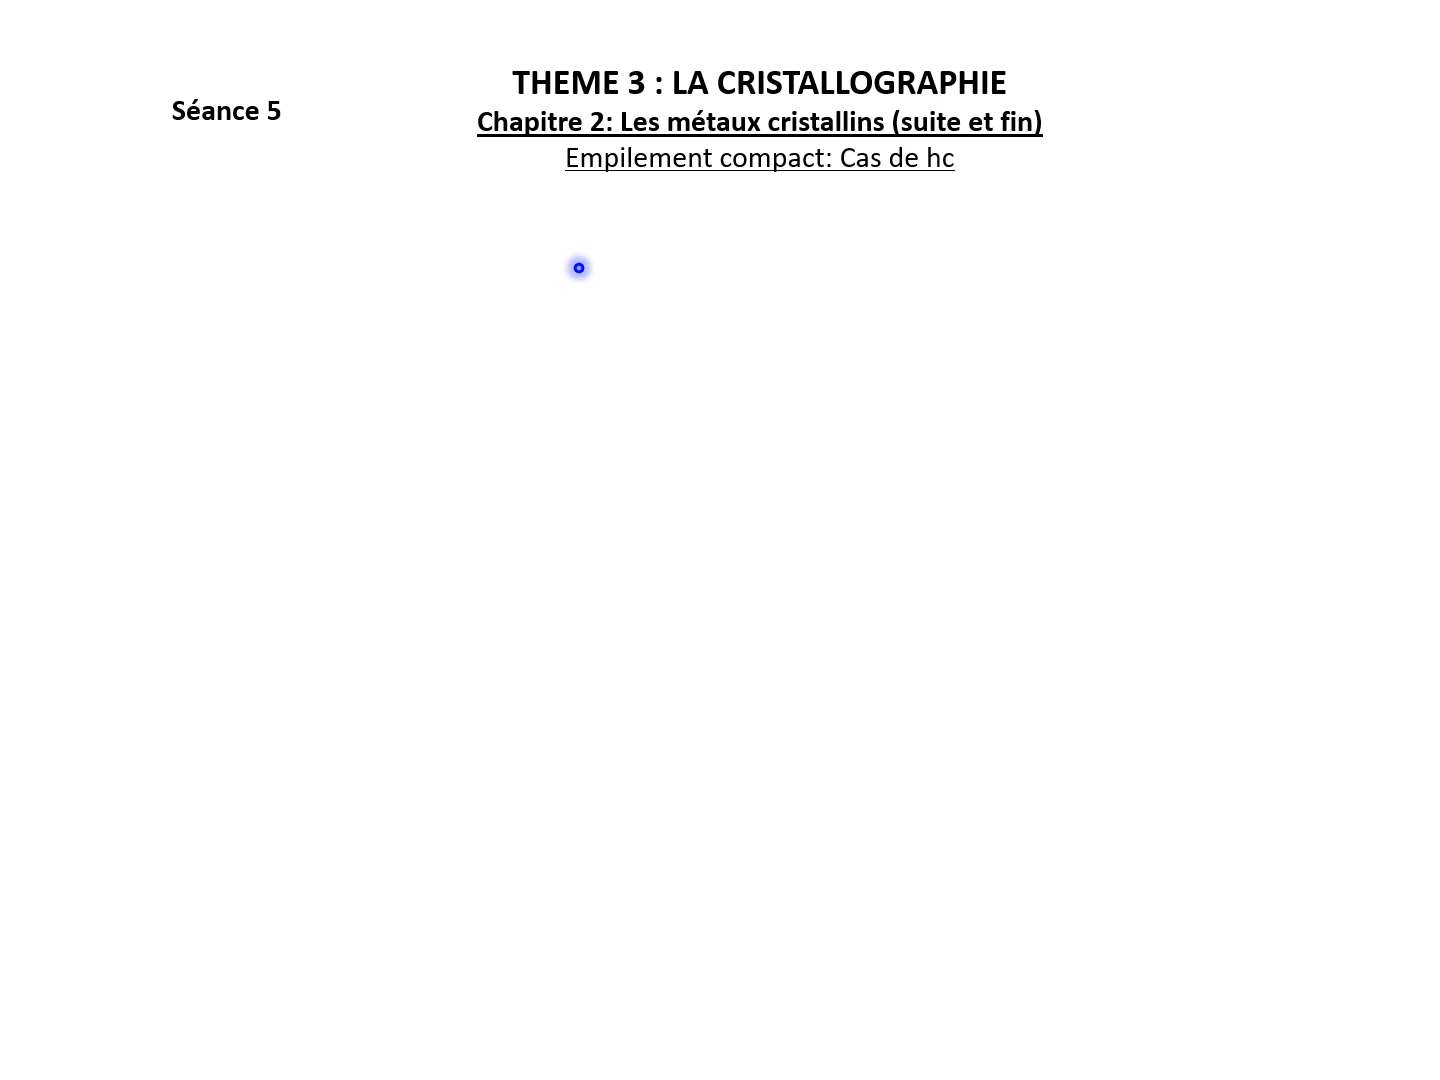 Séance 5
THEME 3 : LA CRISTALLOGRAPHIE
Chapitre 2: Les métaux cristallins (suite et fin)
Empilement compact: Cas de hc